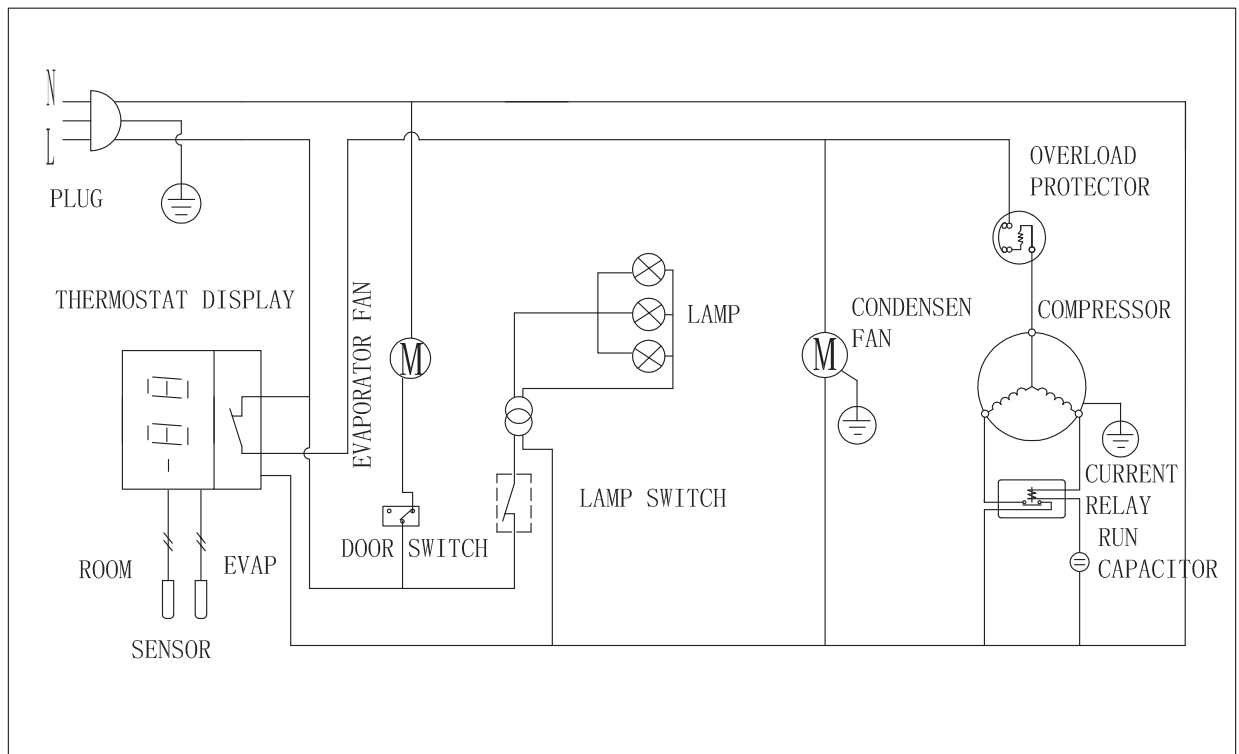 N
L
PLUG
OVERLOAD
PROTECTOR
THERMOSTAT DISPLAY
EVAPORATOR FAN
M
LAMP
M
CONDENSEN
FAN
COMPRESSOR
LAMP SWITCH
CURRENT
RELAY
RUN
CAPACITOR
DOOR SWITCH
ROOM
EVAP
SENSOR